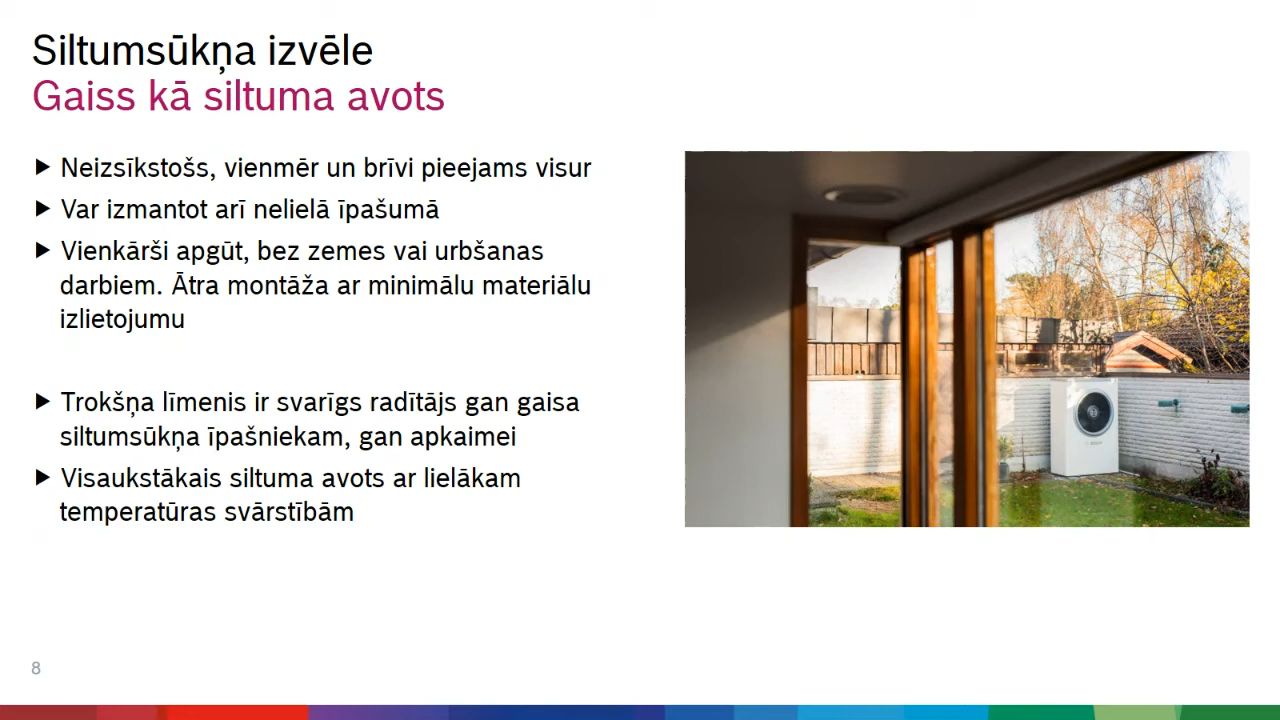 Siltumsūkņa izvēle
Gaiss kā siltuma avots
Neizsīkstošs, vienmēr un brīvi pieejams visur
Var izmantot arī nelielā īpašumā
Vienkārši apgūt, bez zemes vai urbšanas
darbiem. Ātra montāža ar minimālu materiālu
izlietojumu
Trokšņa līmenis ir svarīgs radītājs gan gaisa
siltumsūkņa īpašniekam, gan apkaimei
Visaukstākais siltuma avots ar lielākam
temperatūras svārstībām
8